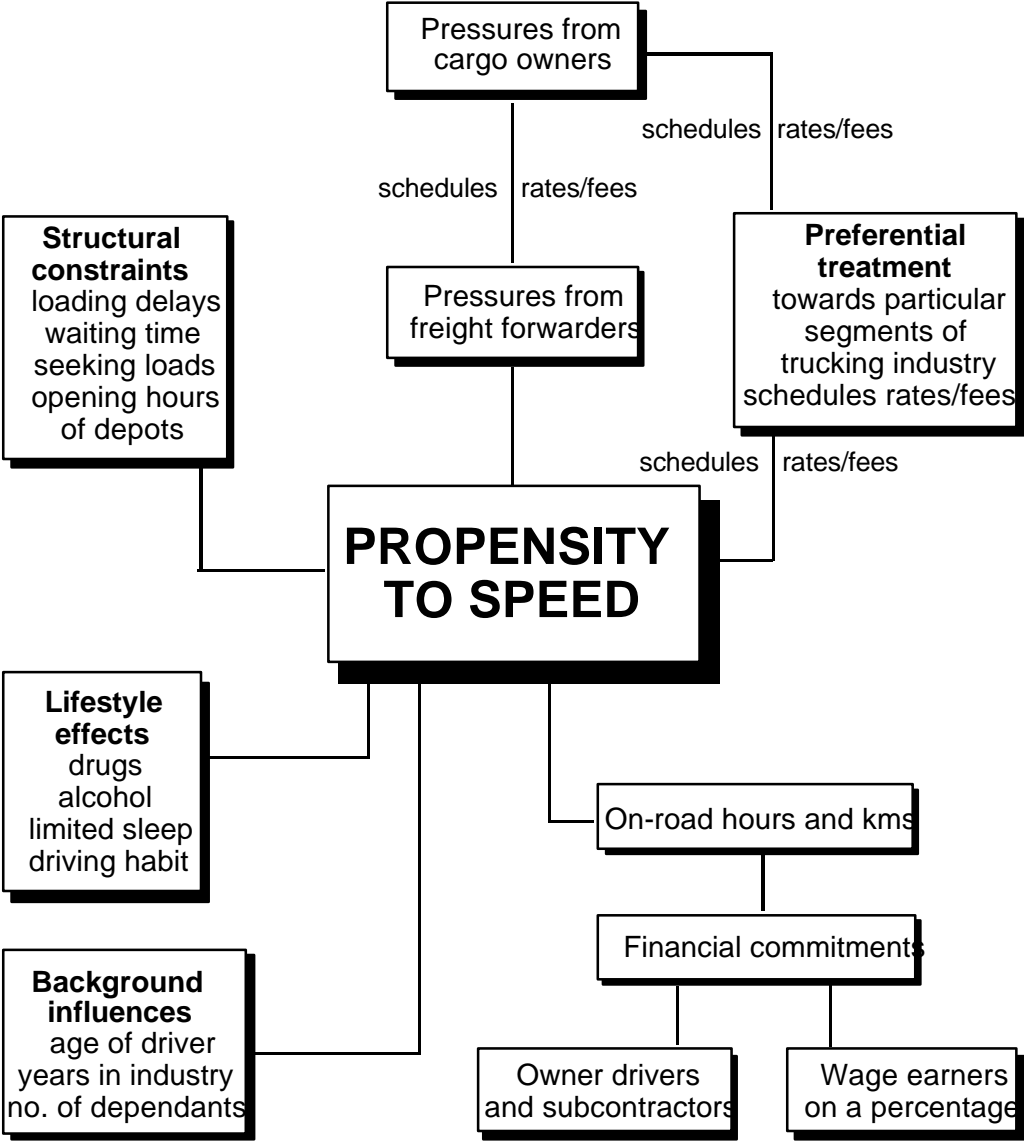 Pressures from
cargo owners
schedules rates/fees
schedules rates/fees
Structural
constraints
loading delays
waiting time
seeking loads
opening hours
of depots
Pressures from
freight forwarders
Preferential
treatment
towards particular
segments of
trucking industry
schedules rates/fees
schedules rates/fees
PROPENSITY
TO SPEED
Lifestyle
effects
drugs
alcohol
limited sleep
driving habit
On-road hours and kms
Financial commitments
Background
influences
age of driver
years in industry
no. of dependants
Owner drivers
and subcontractors
Wage earners
on a percentage